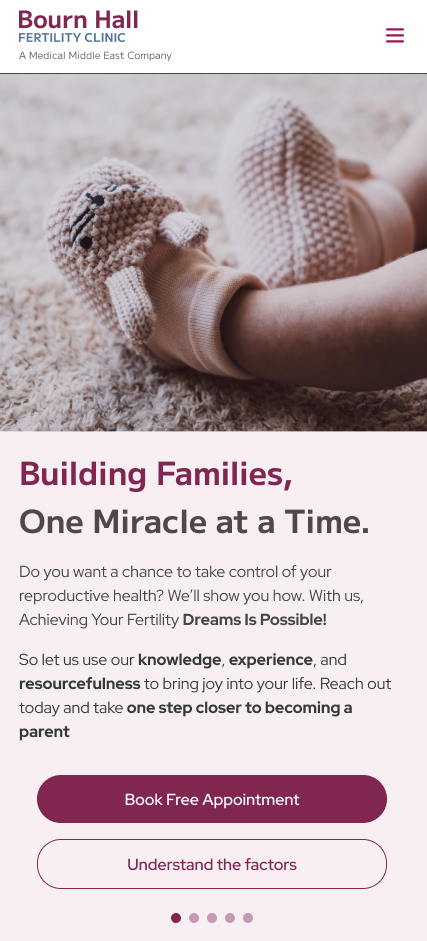 Bourn Hall
FERTILITY CLINIC
A Medical Middle East Company
Building Families,
One Miracle at a Time.
Do you want a chance to take control of your
reproductive health? We’ll show you how. With us,
Achieving Your Fertility Dreams Is Possible!
So let us use our knowledge, experience, and
resourcefulness to bring joy into your life. Reach out
today and take one step closer to becoming a
parent
Book Free Appointment
Understand the factors